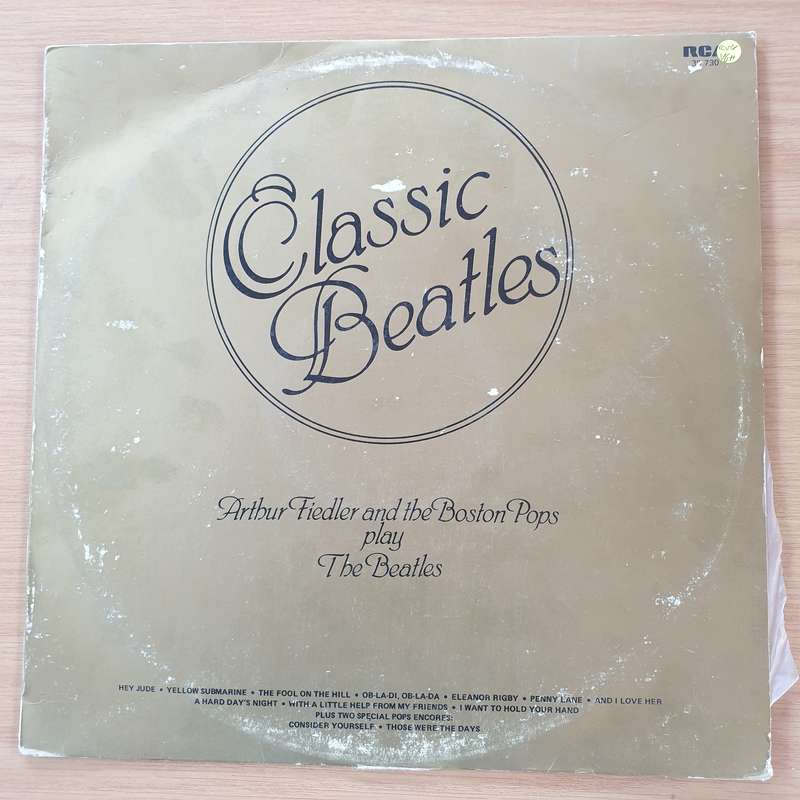 RCA
730
Classic
Beatles
Arthur Fiedler and the Boston Pops
play
The Beatles
HEY JUDE • YELLOW SUBMARINE • THE FOOL ON THE HILL • OB-LA-DI, OB-LA-DA • ELEANOR RIGBY • PENNY LANE • AND I LOVE HER
A HARD DAY'S NIGHT • WITH A LITTLE HELP FROM MY FRIENDS • I WANT TO HOLD YOUR HAND
PLUS TWO SPECIAL POPS ENCORES:
CONSIDER YOURSELF • THOSE WERE THE DAYS